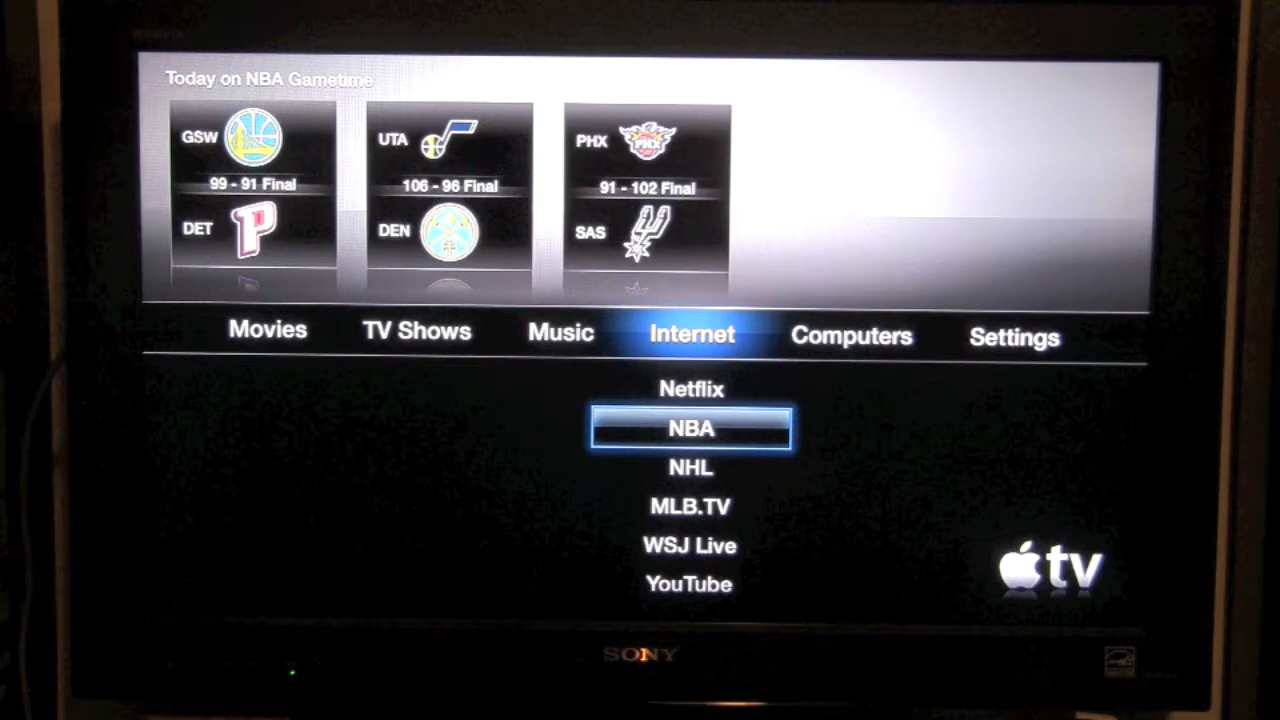 Today on NBA Gametime
GSW
99 - 91 Final
DET
UTA
106 - 96 Final
DEN
PHX
PHX
91 - 102 Final
SAS
Movies TV Shows Music Internet Computers Settings
Netflix
NBA
NHL
MLB.TV
WSJ Live
YouTube
tv
SONY